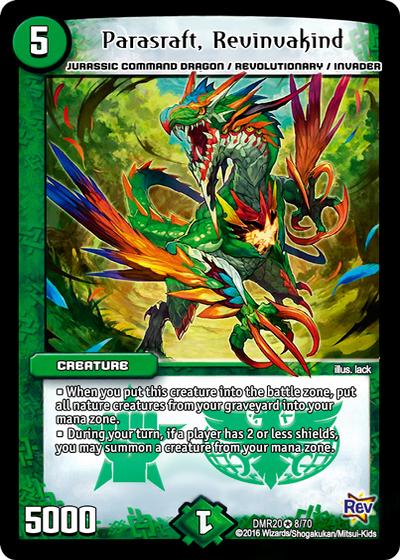 5
Parasraft, Revinvakind
JURASSIC COMMAND DRAGON / REVOLUTIONARY / INVADER
CREATURE
illus. lack
▪ When you put this creature into the battle zone, put
all nature creatures from your graveyard into your
mana zone.
▪ During your turn, if a player has 2 or less shields,
you may summon a creature from your mana zone.
Rev
5000
1
DMR20 ✪ 8/70
©2016 Wizards/Shogakukan/Mitsui-Kids